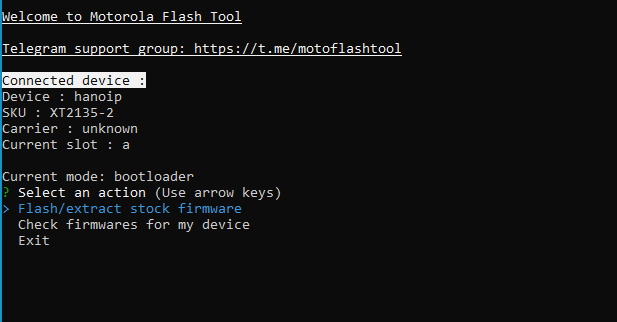 Welcome to Motorola Flash Tool
Telegram support group: https://t.me/motoflashtool
Connected device :
Device : hanoip
SKU : XT2135-2
Carrier : unknown
Current slot : a
Current mode: bootloader
? Select an action (Use arrow keys)
> Flash/extract stock firmware
Check firmwares for my device
Exit